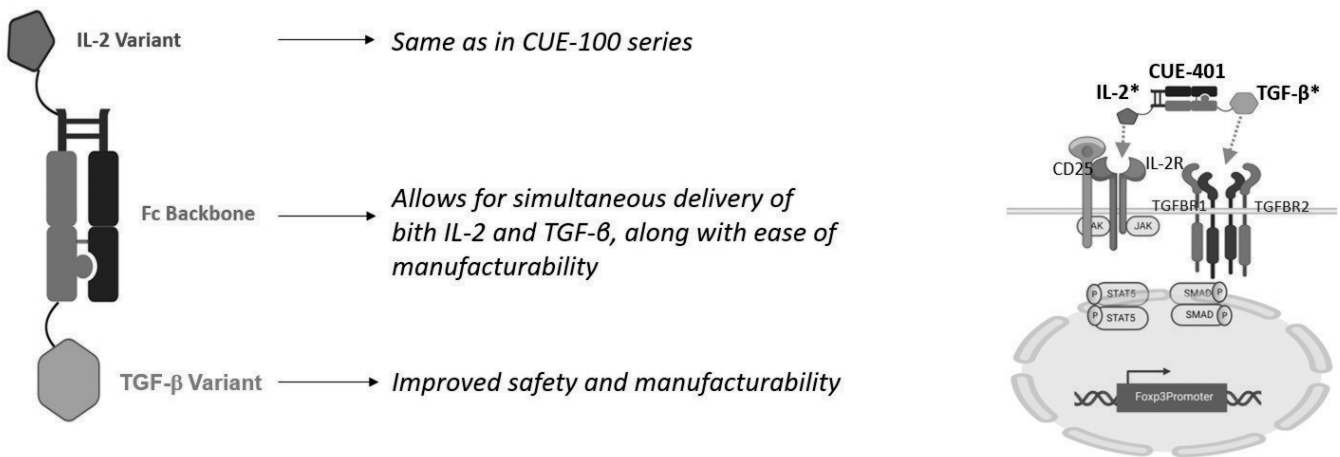 IL-2 Variant
Same as in CUE-100 series
Fc Backbone
Allows for simultaneous delivery of
bith IL-2 and TGF-β, along with ease of
manufacturability
TGF-β Variant
Improved safety and manufacturability
CUE-401
IL-2*
TGF-β*
CD25
IL-2R
TGFBR1
TGFBR2
JAK
JAK
P
STAT5
P
STAT5
SMAD
P
SMAD
P
Foxp3Promoter